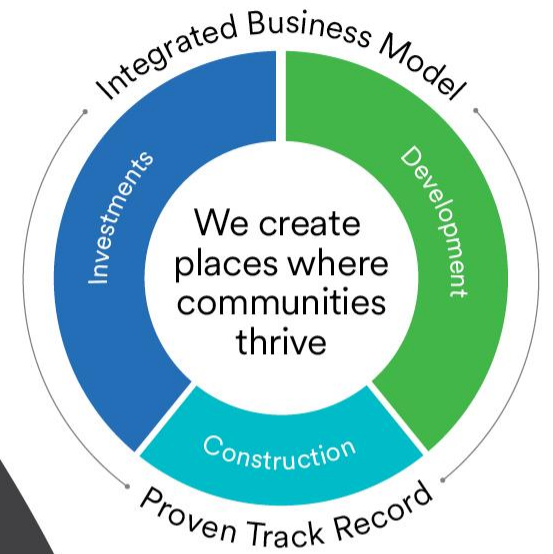 Integrated Business Model
Investments
Development
We create
places where
communities
thrive
Construction
Proven Track Record